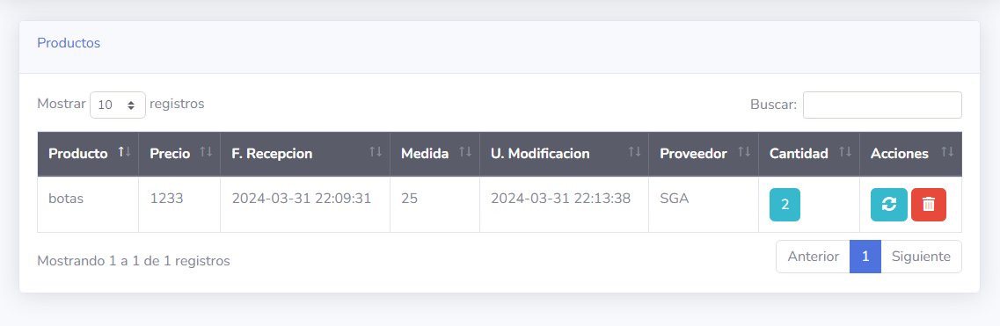 Productos
Mostrar 10 registros Buscar:
Producto Precio F. Recepcion Medida U. Modificacion Proveedor Cantidad Acciones
botas 1233 2024-03-31 22:09:31 25 2024-03-31 22:13:38 SGA 2
Mostrando 1 a 1 de 1 registros Anterior 1 Siguiente